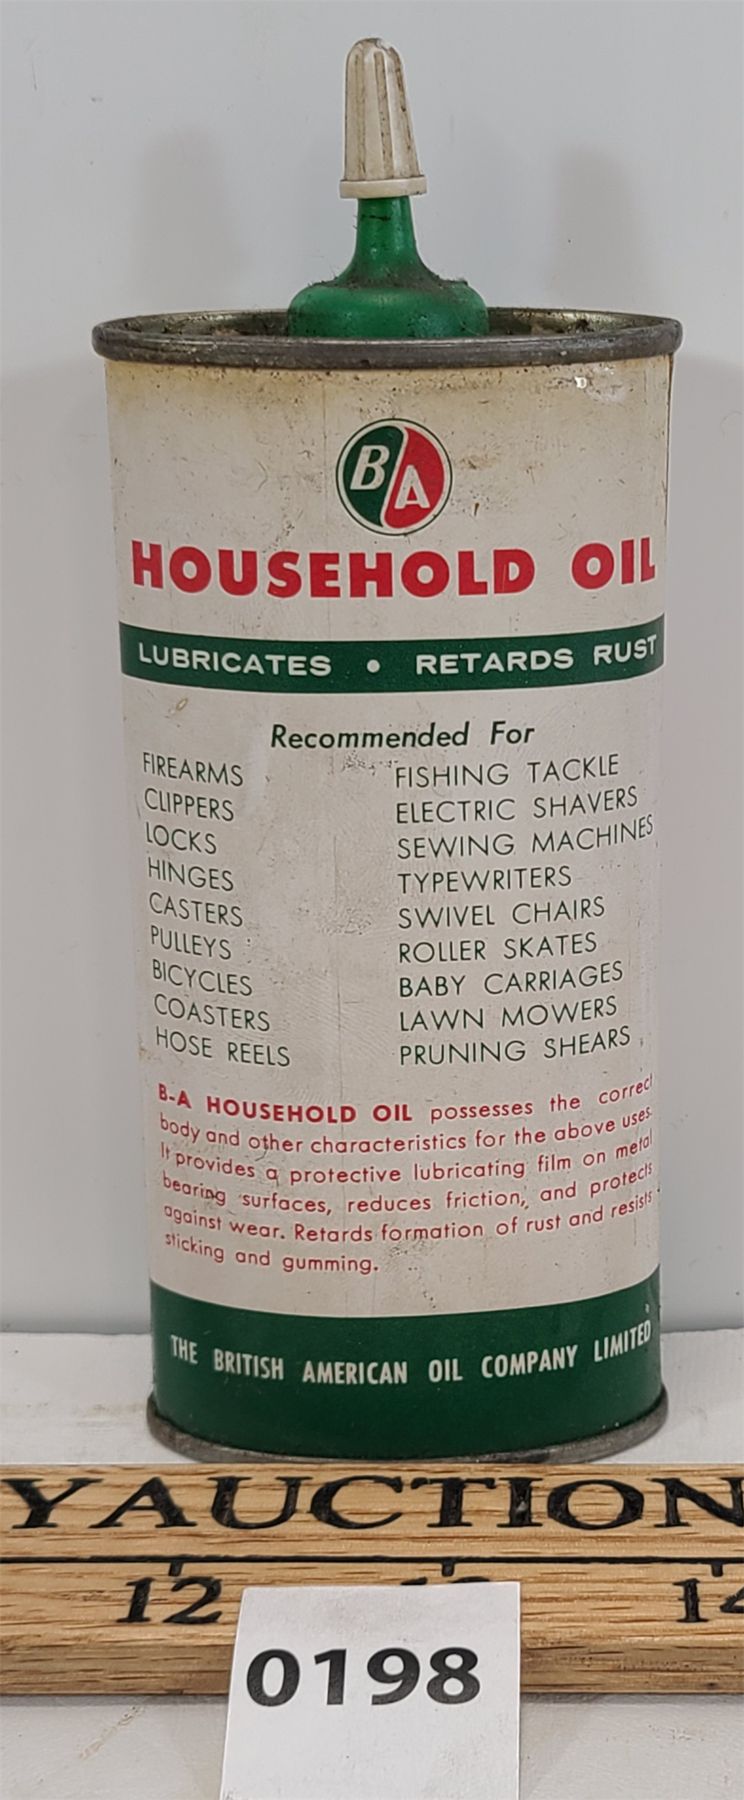 B A
HOUSEHOLD OIL
LUBRICATES • RETARDS RUST
Recommended For
FIREARMS
CLIPPERS
LOCKS
HINGES
CASTERS
PULLEYS
BICYCLES
COASTERS
HOSE REELS
FISHING TACKLE
ELECTRIC SHAVERS
SEWING MACHINES
TYPEWRITERS
SWIVEL CHAIRS
ROLLER SKATES
BABY CARRIAGES
LAWN MOWERS
PRUNING SHEARS
B-A HOUSEHOLD OIL possesses the correct
body and other characteristics for the above uses.
It provides a protective lubricating film on metal
bearing surfaces, reduces friction, and protects
against wear. Retards formation of rust and resists
sticking and gumming.
THE BRITISH AMERICAN OIL COMPANY LIMITED
YAUCTION
12 14
0198